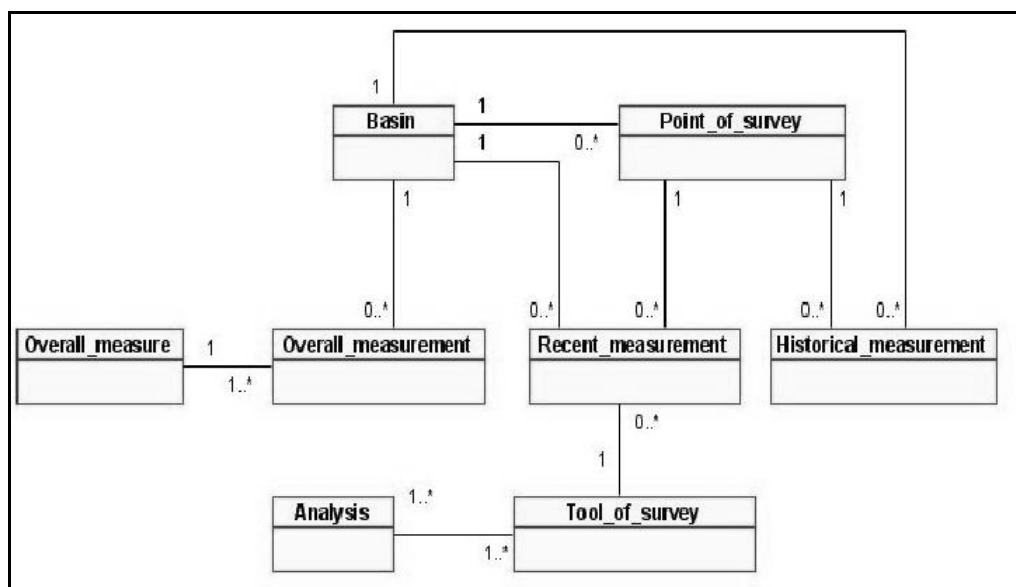 1
Basin
1
Point_of_survey
1
0..*
1
1
1
0..*
0..*
0..*
0..*
0..*
Overall_measure
1
Overall_measurement
Recent_measurement
Historical_measurement
1..*
0..*
1
Analysis
1..*
Tool_of_survey
1..*